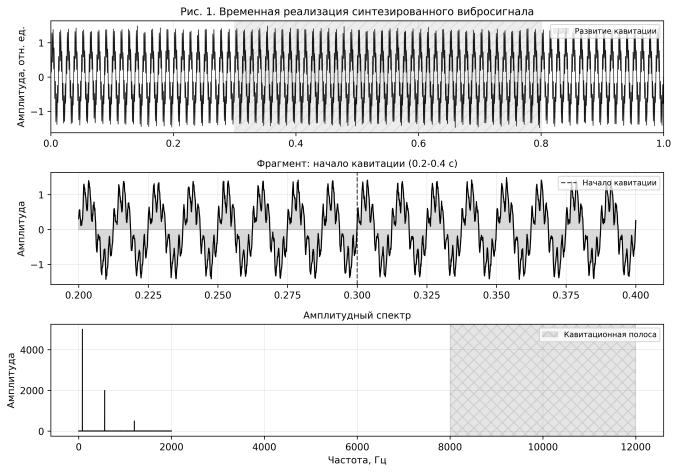 Рис. 1. Временная реализация синтезированного вибросигнала
Амплитуда, отн. ед.
1
0
−1
Развитие кавитации
0.0 0.2 0.4 0.6 0.8 1.0
Фрагмент: начало кавитации (0.2-0.4 с)
Амплитуда
1
0
−1
Начало кавитации
0.200 0.225 0.250 0.275 0.300 0.325 0.350 0.375 0.400
Амплитудный спектр
Амплитуда
4000
2000
0
Кавитационная полоса
0 2000 4000 6000 8000 10000 12000
Частота, Гц